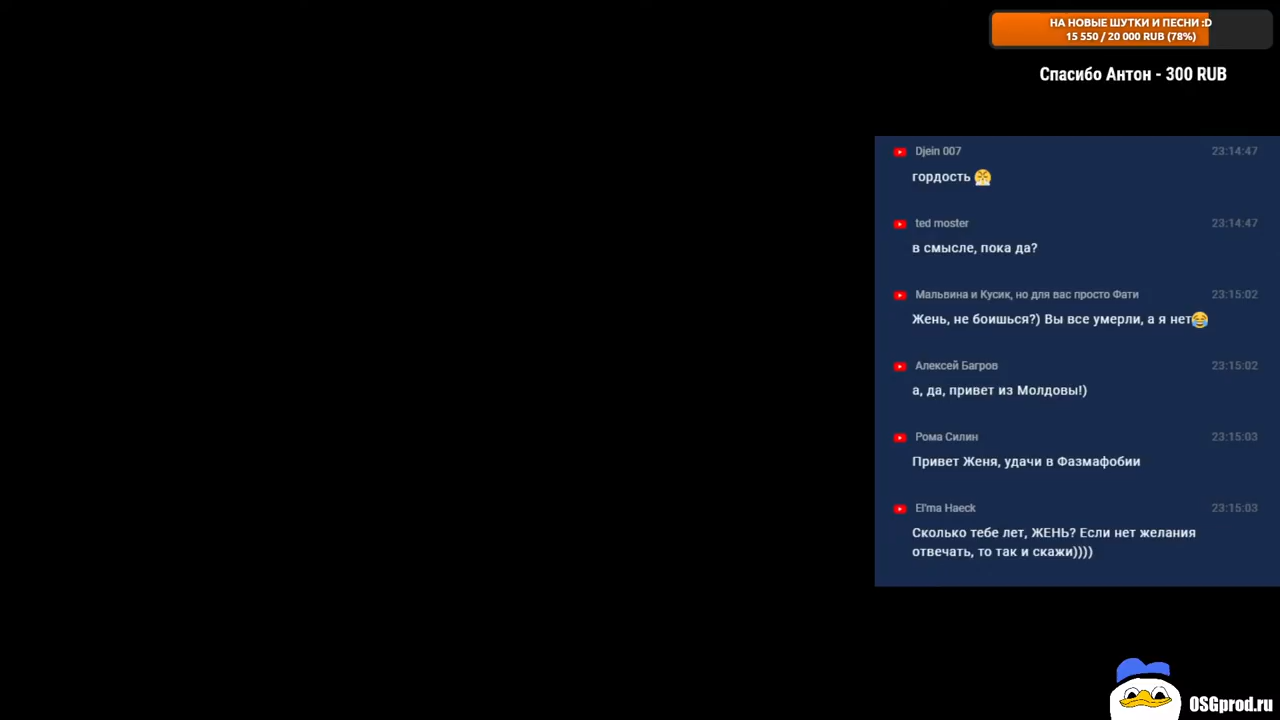 НА НОВЫЕ ШУТКИ И ПЕСНИ :D
15 550 / 20 000 RUB (78%)
Спасибо Антон - 300 RUB
Djein 007 23:14:47
гордость 😤
ted moster 23:14:47
в смысле, пока да?
Мальвина и Кусик, но для вас просто Фати 23:15:02
Жень, не боишься?) Вы все умерли, а я нет😂
Алексей Багров 23:15:02
а, да, привет из Молдовы!)
Рома Силин 23:15:03
Привет Женя, удачи в Фазмафобии
El'ma Haeck 23:15:03
Сколько тебе лет, ЖЕНЬ? Если нет желания
отвечать, то так и скажи))))
OSGprod.ru